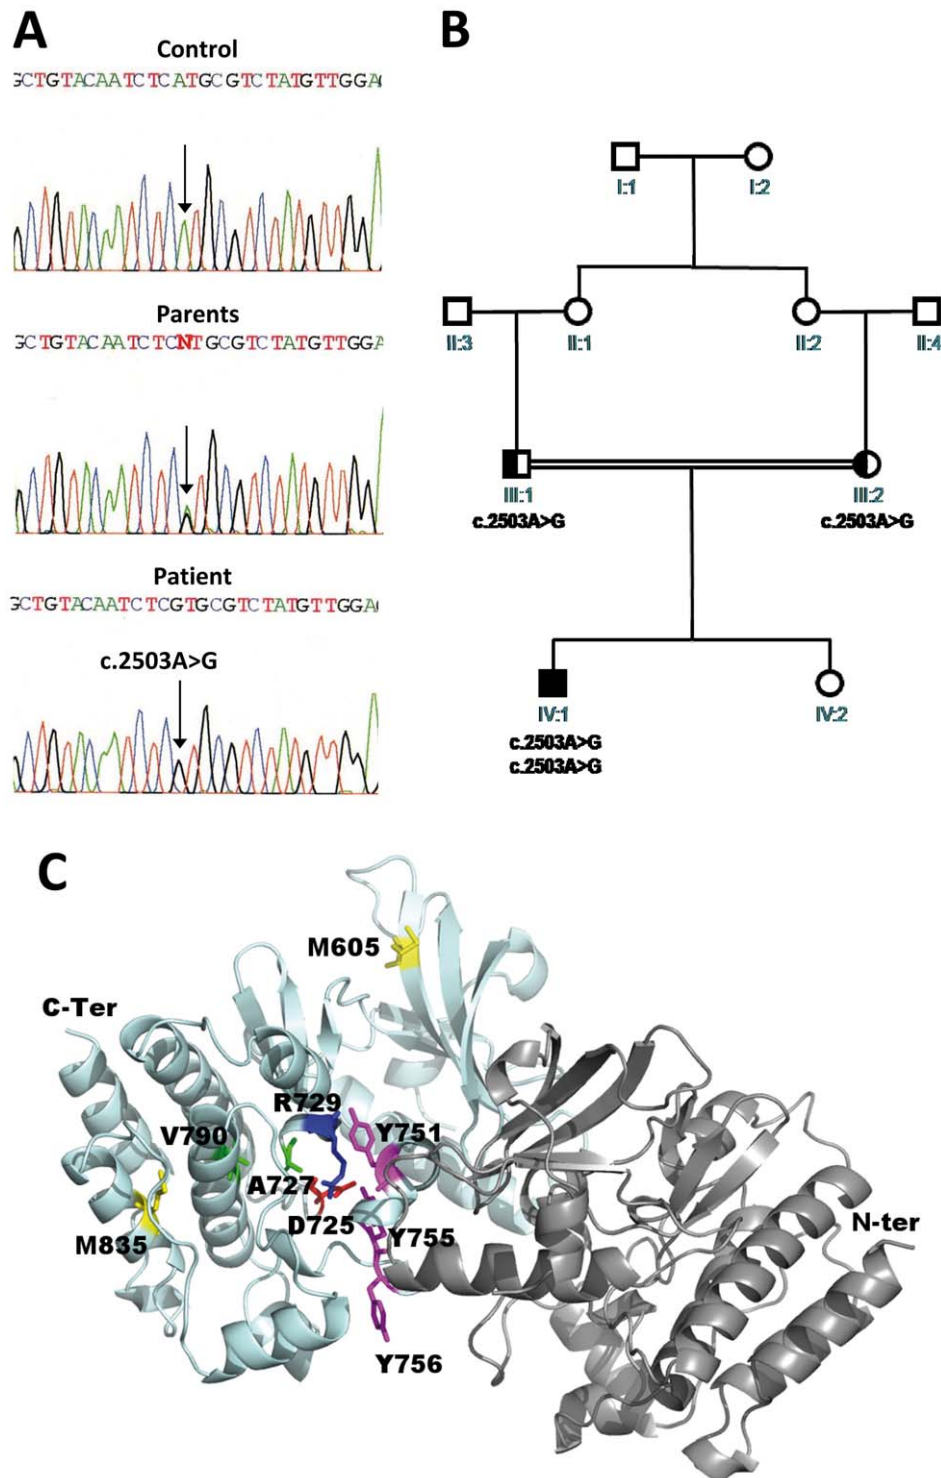 A
Control
GCTGTACAATCTCATGCGTCTATGTTGGAC
Parents
GCTGTACAATCTCNTGCGTCTATGTTGGA
Patient
GCTGTACAATCTCGTGCGTCTATGTTGGAC
c.2503A>G
B
I:1 I:2
II:3 II:1 II:2 II:4
III:1 III:2
c.2503A>G c.2503A>G
IV:1 IV:2
c.2503A>G
c.2503A>G
C
M605
C-Ter
R729
V790 Y751
A727
N-ter
D725 Y755
M835
Y756